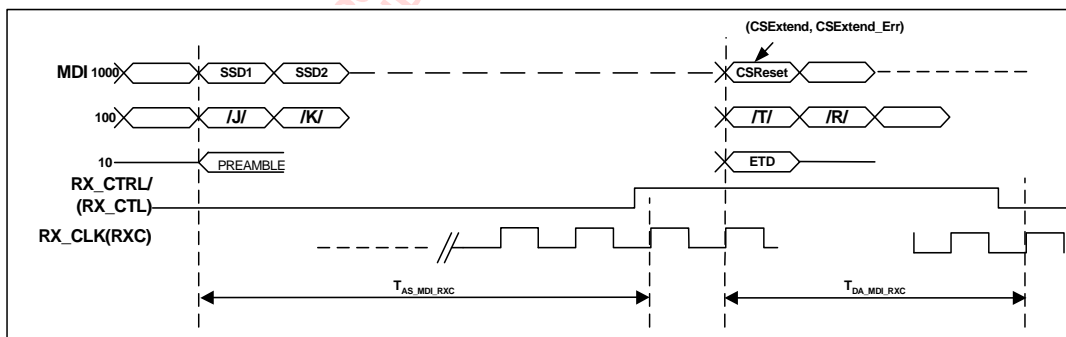 (CSExtend, CSExtend_Err)
MDI 1000 SSD1 SSD2 CSReset
100 /J/ /K/ /T/ /R/
10 PREAMBLE ETD
RX_CTRL/
(RX_CTL)
RX_CLK(RXC)
TAS_MDI_RXC TDA_MDI_RXC